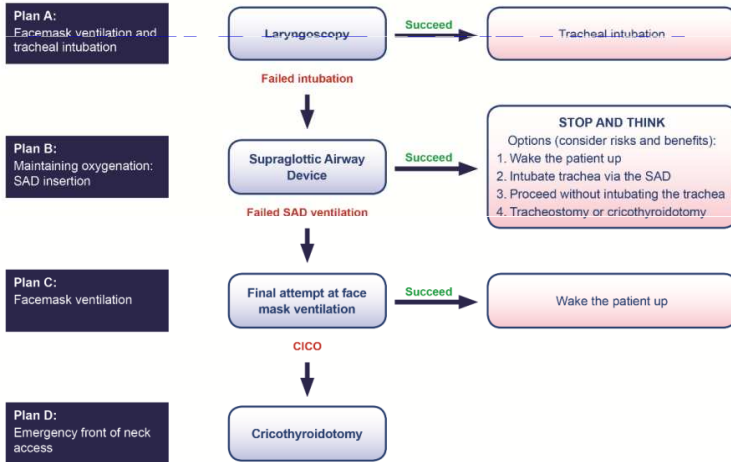 Plan A:
Facemask ventilation and
tracheal intubation
Laryngoscopy
Succeed
Tracheal intubation
Failed intubation
Plan B:
Maintaining oxygenation:
SAD insertion
Supraglottic Airway
Device
Succeed
STOP AND THINK
Options (consider risks and benefits):
1. Wake the patient up
2. Intubate trachea via the SAD
3. Proceed without intubating the trachea
4. Tracheostomy or cricothyroidotomy
Failed SAD ventilation
Plan C:
Facemask ventilation
Final attempt at face
mask ventilation
Succeed
Wake the patient up
CICO
Plan D:
Emergency front of neck
access
Cricothyroidotomy